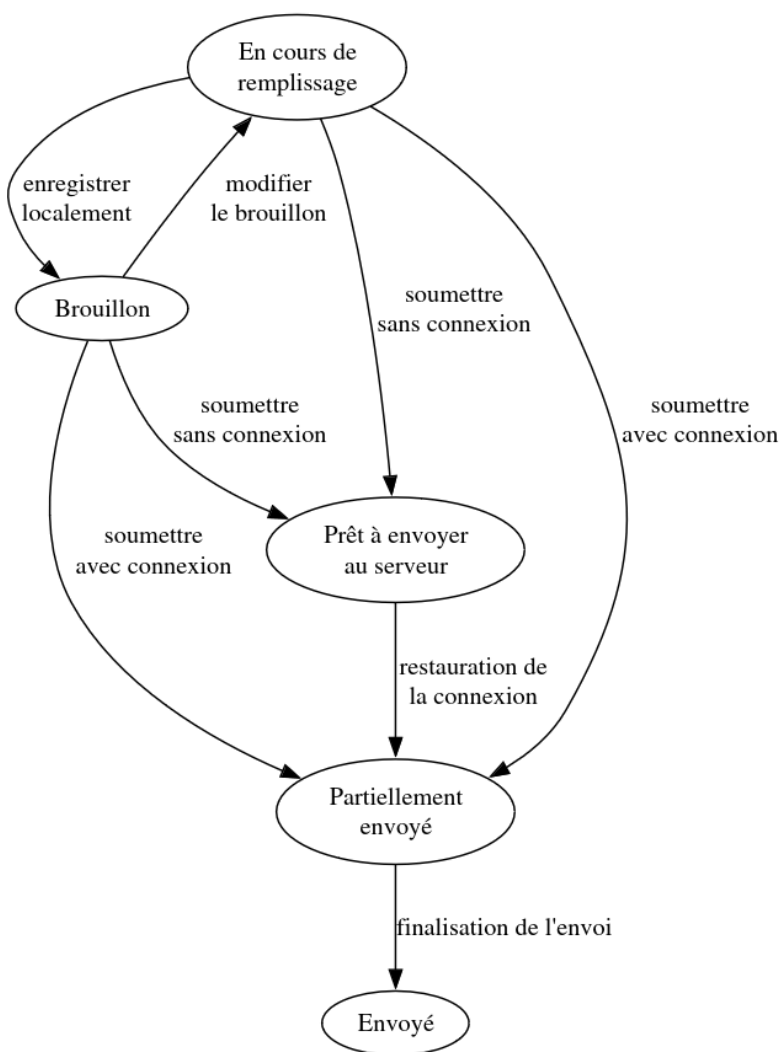 En cours de
remplissage
enregistrer
localement
modifier
le brouillon
Brouillon
soumettre
sans connexion
soumettre
sans connexion
soumettre
avec connexion
soumettre
avec connexion
Prêt à envoyer
au serveur
restauration de
la connexion
Partiellement
envoyé
finalisation de l'envoi
Envoyé